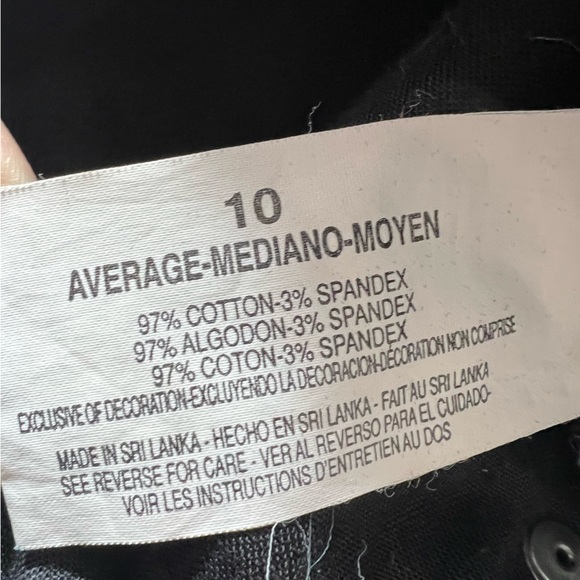 10
AVERAGE-MEDIANO-MOYEN
97% COTTON-3% SPANDEX
97% ALGODON-3% SPANDEX
97% COTON-3% SPANDEX
EXCLUSIVE OF DECORATION-EXCLUYENDO LA DECORACION-DÉCORATION NON COMPRISE
MADE IN SRI LANKA - HECHO EN SRI LANKA - FAIT AU SRI LANKA
SEE REVERSE FOR CARE - VER AL REVERSO PARA EL CUIDADO-
VOIR LES INSTRUCTIONS D'ENTRETIEN AU DOS